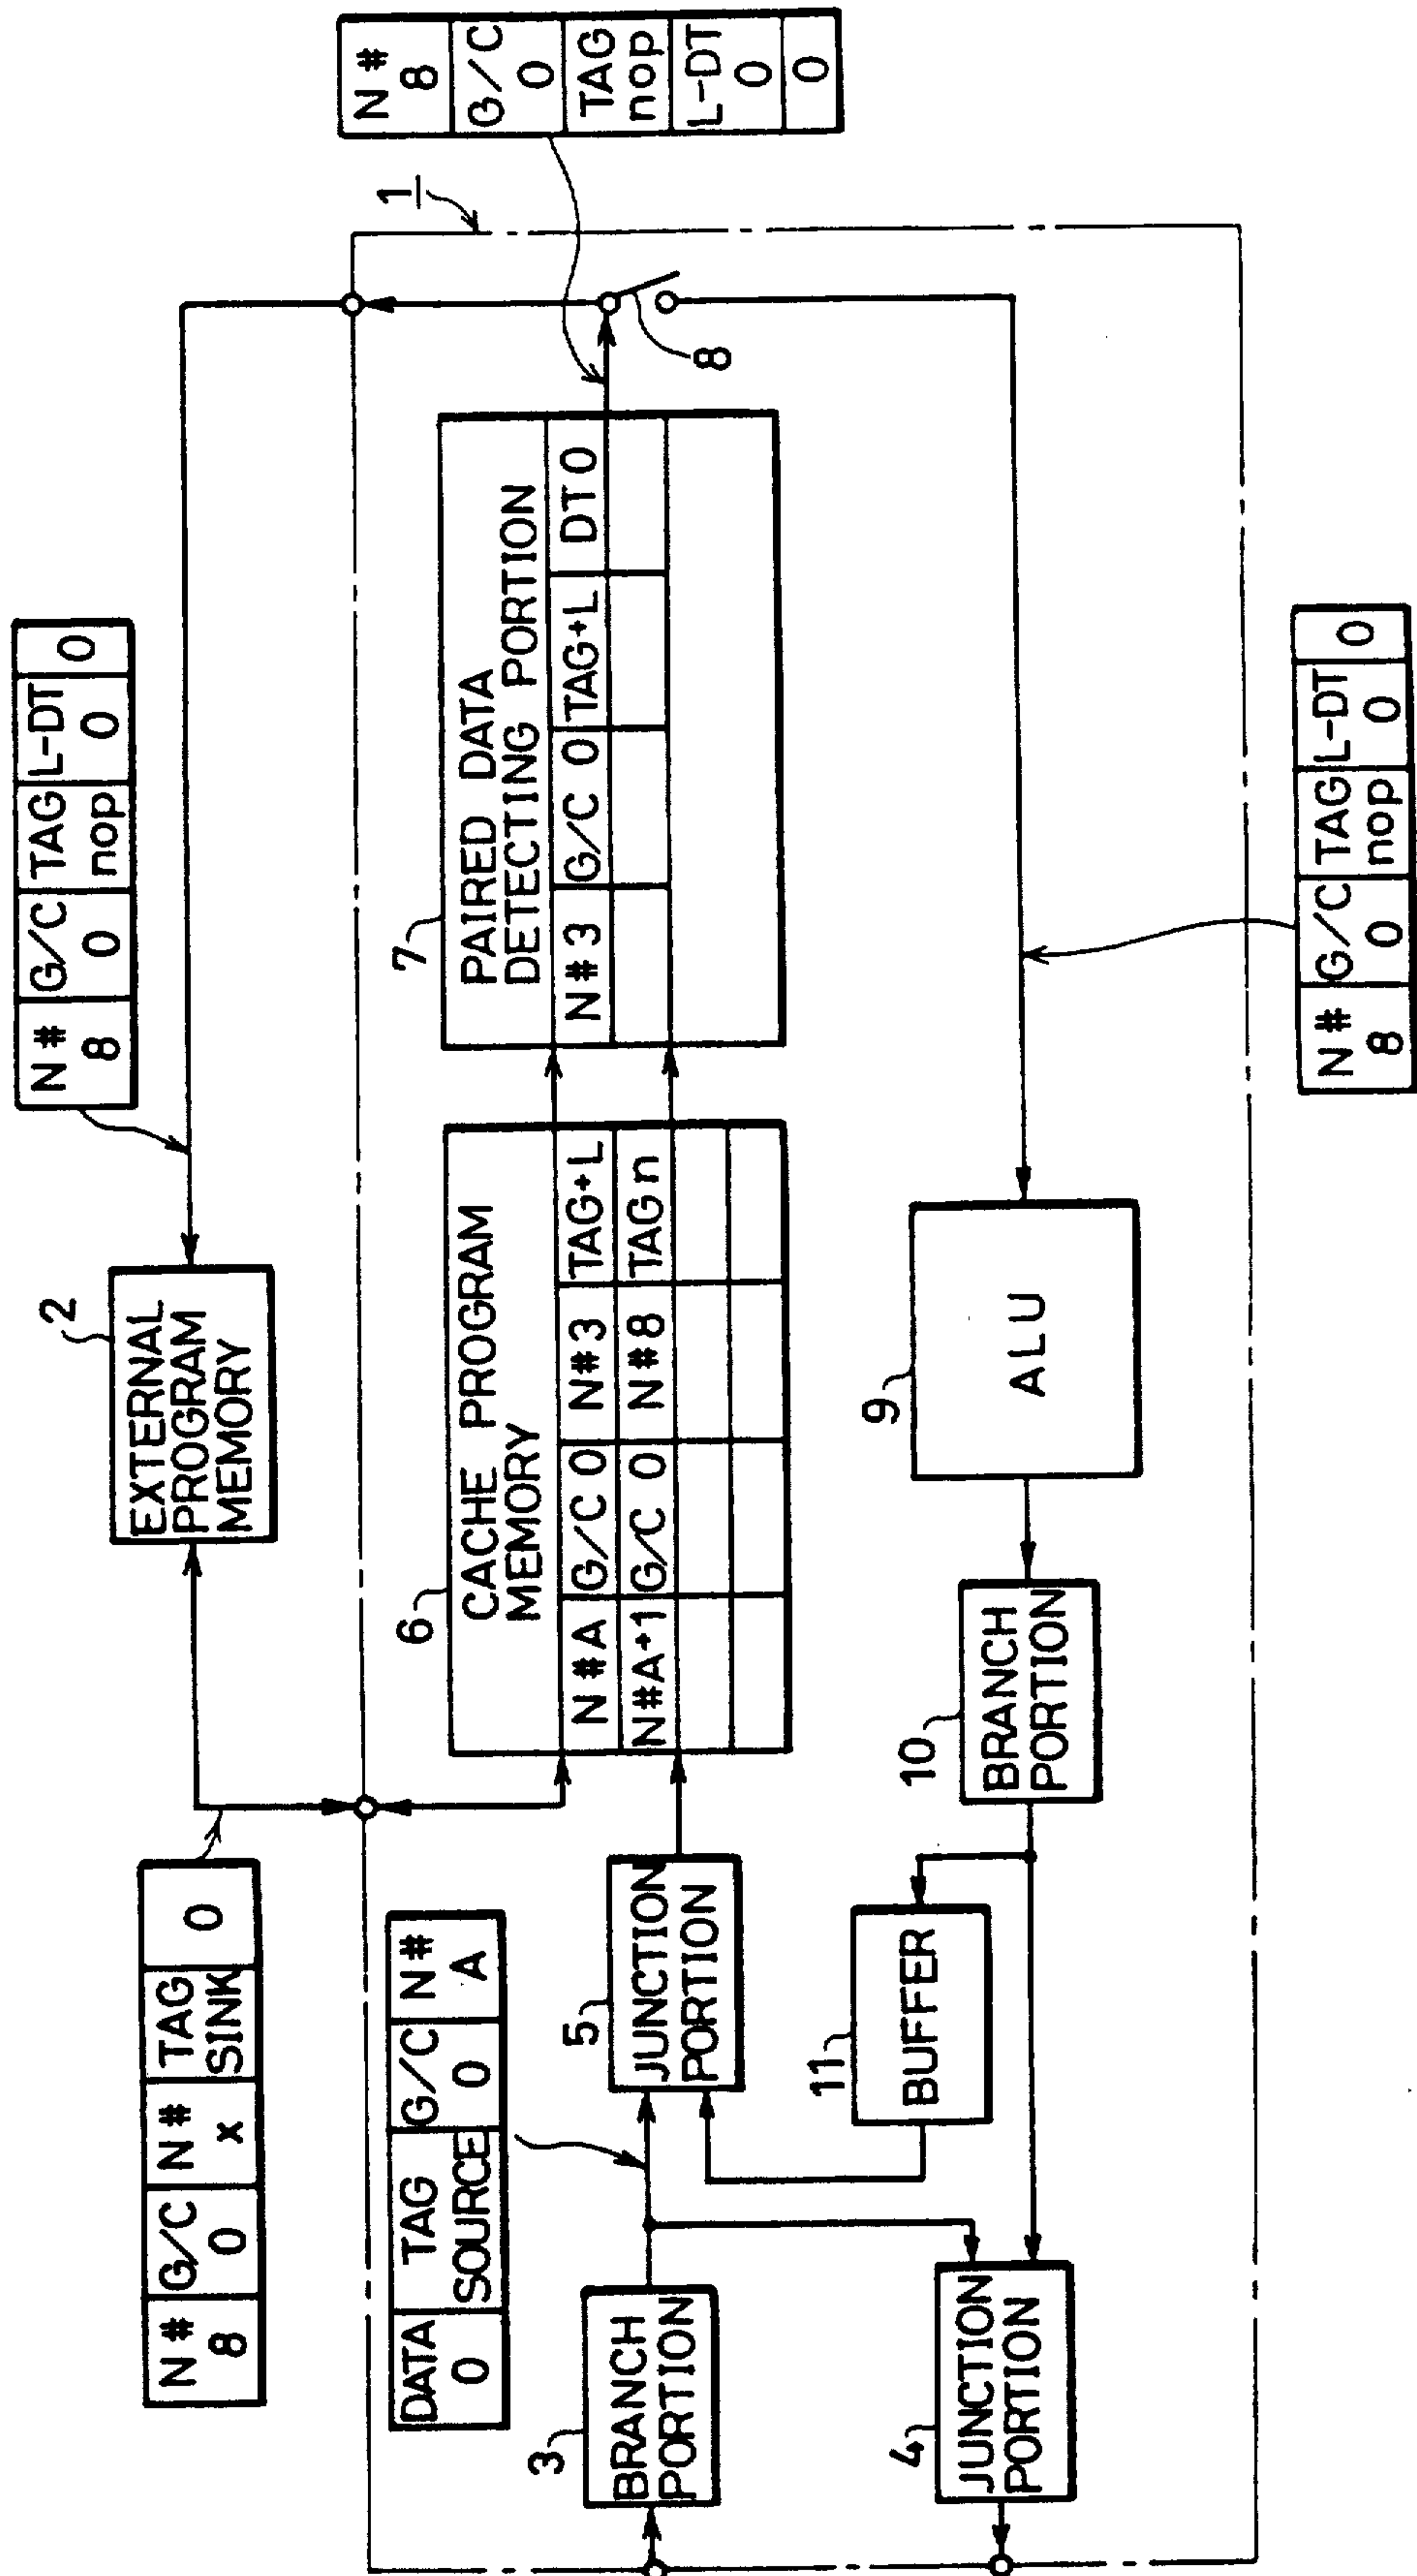 N# G/C TAG L-DT
8 0 nop 0 0
2
EXTERNAL
PROGRAM
MEMORY
N# G/C N# TAG
8 0 x SINK 0
1
N#
8
G/C
0
TAG
nop
L-DT
0
0
6
CACHE PROGRAM
MEMORY
N#A G/C 0 N#3 TAG+L
N#A+1 G/C 0 N#8 TAG n
7
PAIRED DATA
DETECTING PORTION
N#3 G/C 0 TAG+L DT0
8
DATA TAG G/C N#
0 SOURCE 0 A
3
BRANCH
PORTION
5
JUNCTION
PORTION
11
BUFFER
4
JUNCTION
PORTION
10
BRANCH
PORTION
9
ALU
N# G/C TAG L-DT
8 0 nop 0 0